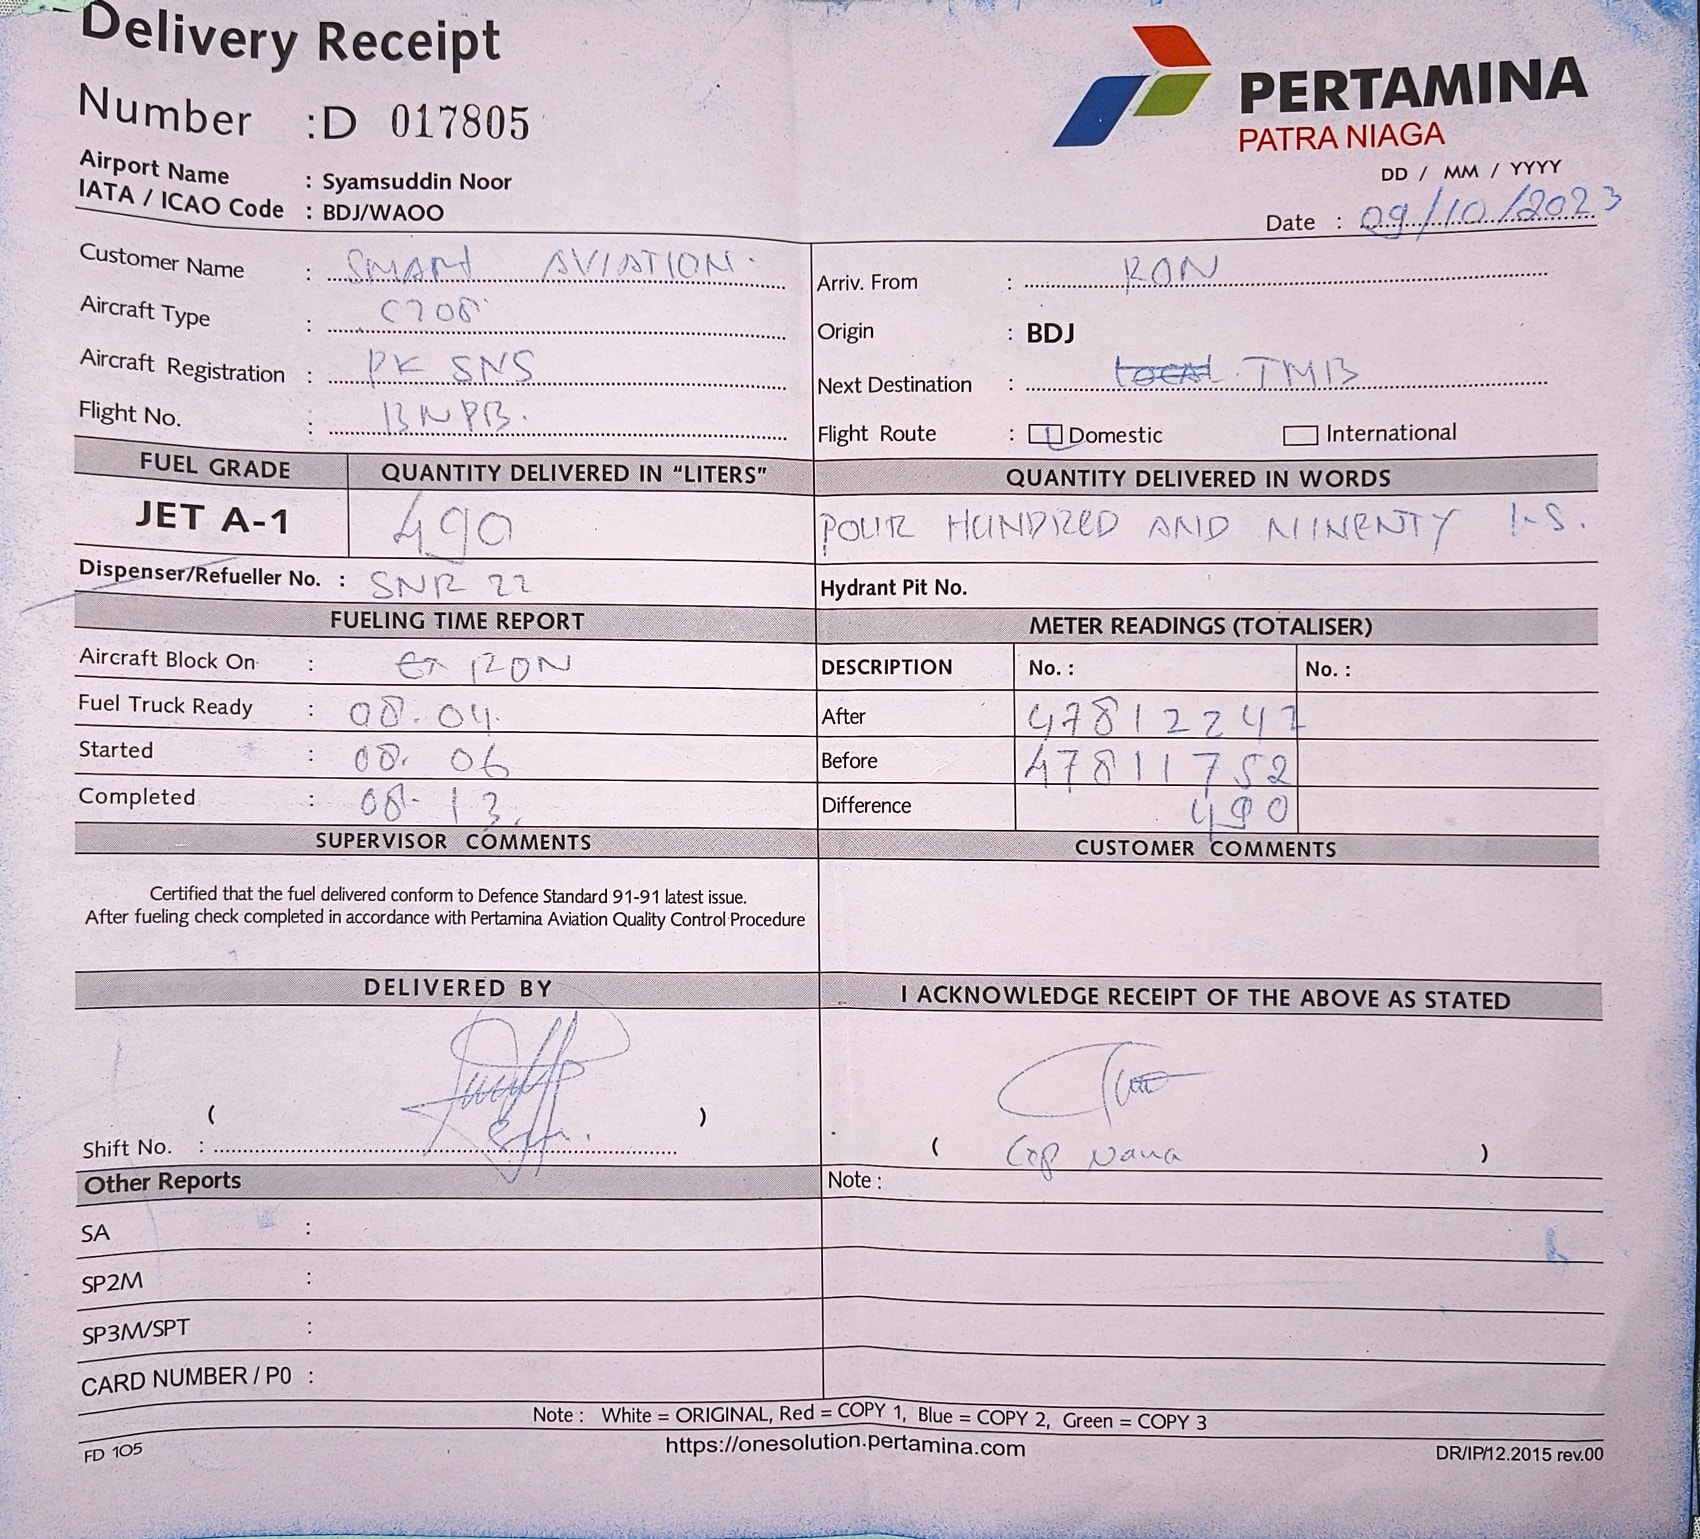 Delivery Receipt
Number : D 017805
PERTAMINA
PATRA NIAGA
Airport Name : Syamsuddin Noor
IATA / ICAO Code : BDJ/WAOO
DD / MM / YYYY
Date : 09/10/2023
Customer Name : SMART AVIATION.
Aircraft Type : C208
Aircraft Registration : PK SNS
Flight No. : BNPB.
Arriv. From : RON
Origin : BDJ
Next Destination : LOCAL TMB
Flight Route : Domestic International
FUEL GRADE QUANTITY DELIVERED IN “LITERS” QUANTITY DELIVERED IN WORDS
JET A-1 490 FOUR HUNDRED AND NINENTY
Dispenser/Refueller No. : SNR 22 Hydrant Pit No.
FUELING TIME REPORT
Aircraft Block On : RON
Fuel Truck Ready : 08.04.
Started : 08. 06
Completed : 08. 13.
METER READINGS (TOTALISER)
DESCRIPTION No. : No. :
After 47812242
Before 47811752
Difference 490
SUPERVISOR COMMENTS CUSTOMER COMMENTS
Certified that the fuel delivered conform to Defence Standard 91-91 latest issue.
After fueling check completed in accordance with Pertamina Aviation Quality Control Procedure
DELIVERED BY I ACKNOWLEDGE RECEIPT OF THE ABOVE AS STATED
( )
Shift No. :
( Cap Nana )
Other Reports Note :
SA :
SP2M :
SP3M/SPT :
CARD NUMBER / PO :
Note : White = ORIGINAL, Red = COPY 1, Blue = COPY 2, Green = COPY 3
FD 105 https://onesolution.pertamina.com DR/IP/12.2015 rev.00